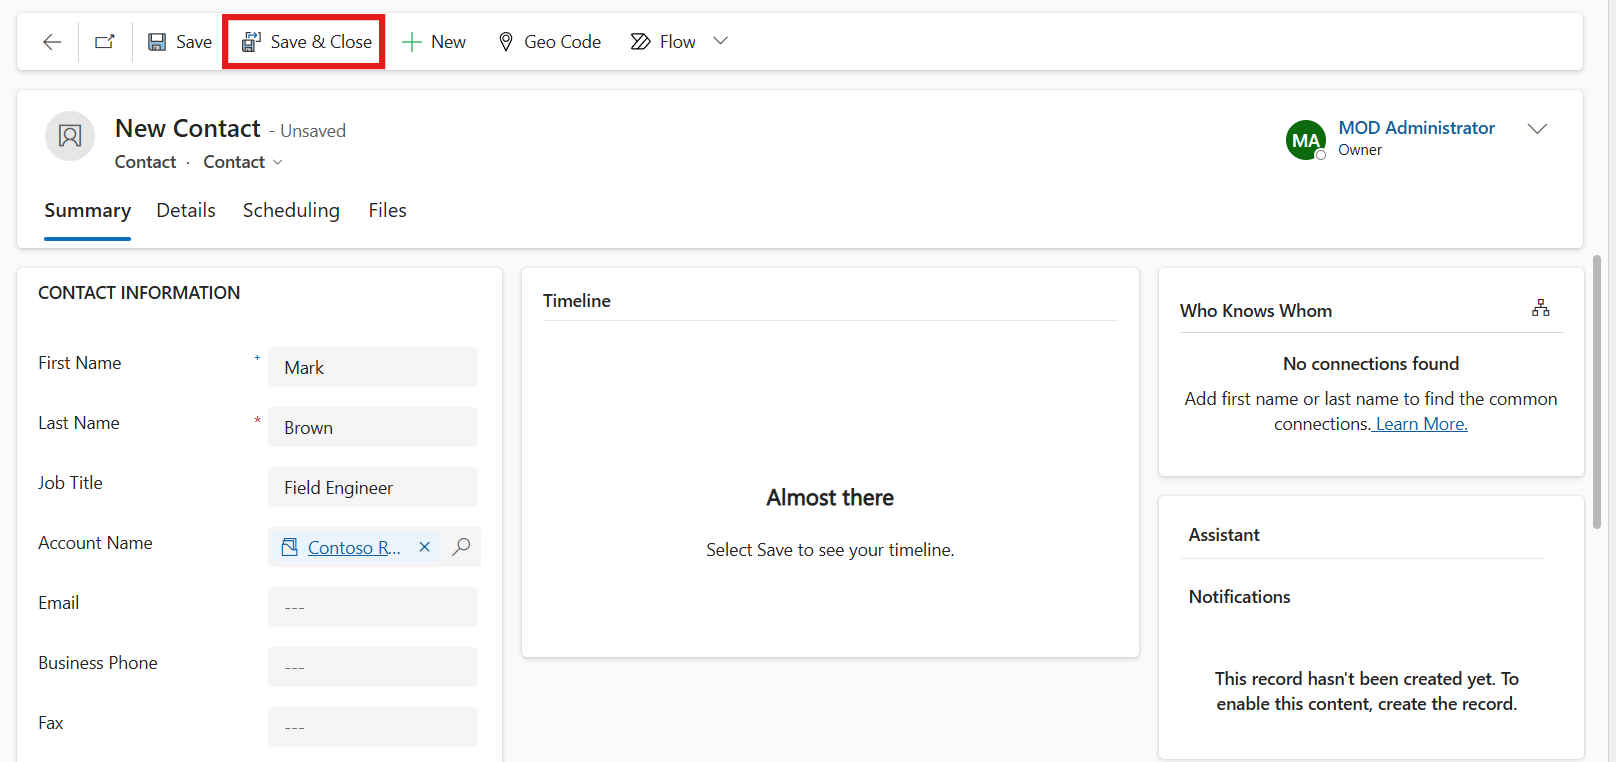 Save Save & Close New Geo Code Flow
New Contact - Unsaved
Contact · Contact
MA
MOD Administrator
Owner
Summary Details Scheduling Files
CONTACT INFORMATION
First Name + Mark
Last Name * Brown
Job Title Field Engineer
Account Name Contoso R...
Email ---
Business Phone ---
Fax ---
Timeline
Almost there
Select Save to see your timeline.
Who Knows Whom
No connections found
Add first name or last name to find the common
connections. Learn More.
Assistant
Notifications
This record hasn't been created yet. To
enable this content, create the record.